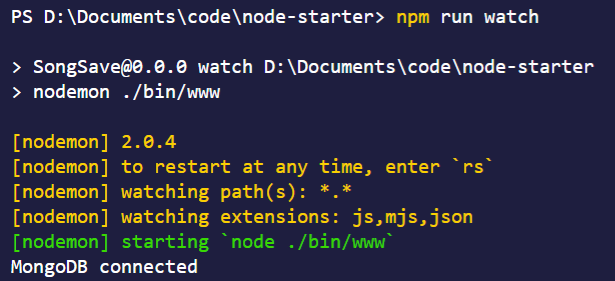 PS D:\Documents\code\node-starter> npm run watch
> SongSave@0.0.0 watch D:\Documents\code\node-starter
> nodemon ./bin/www
[nodemon] 2.0.4
[nodemon] to restart at any time, enter `rs`
[nodemon] watching path(s): *.*
[nodemon] watching extensions: js,mjs,json
[nodemon] starting `node ./bin/www`
MongoDB connected